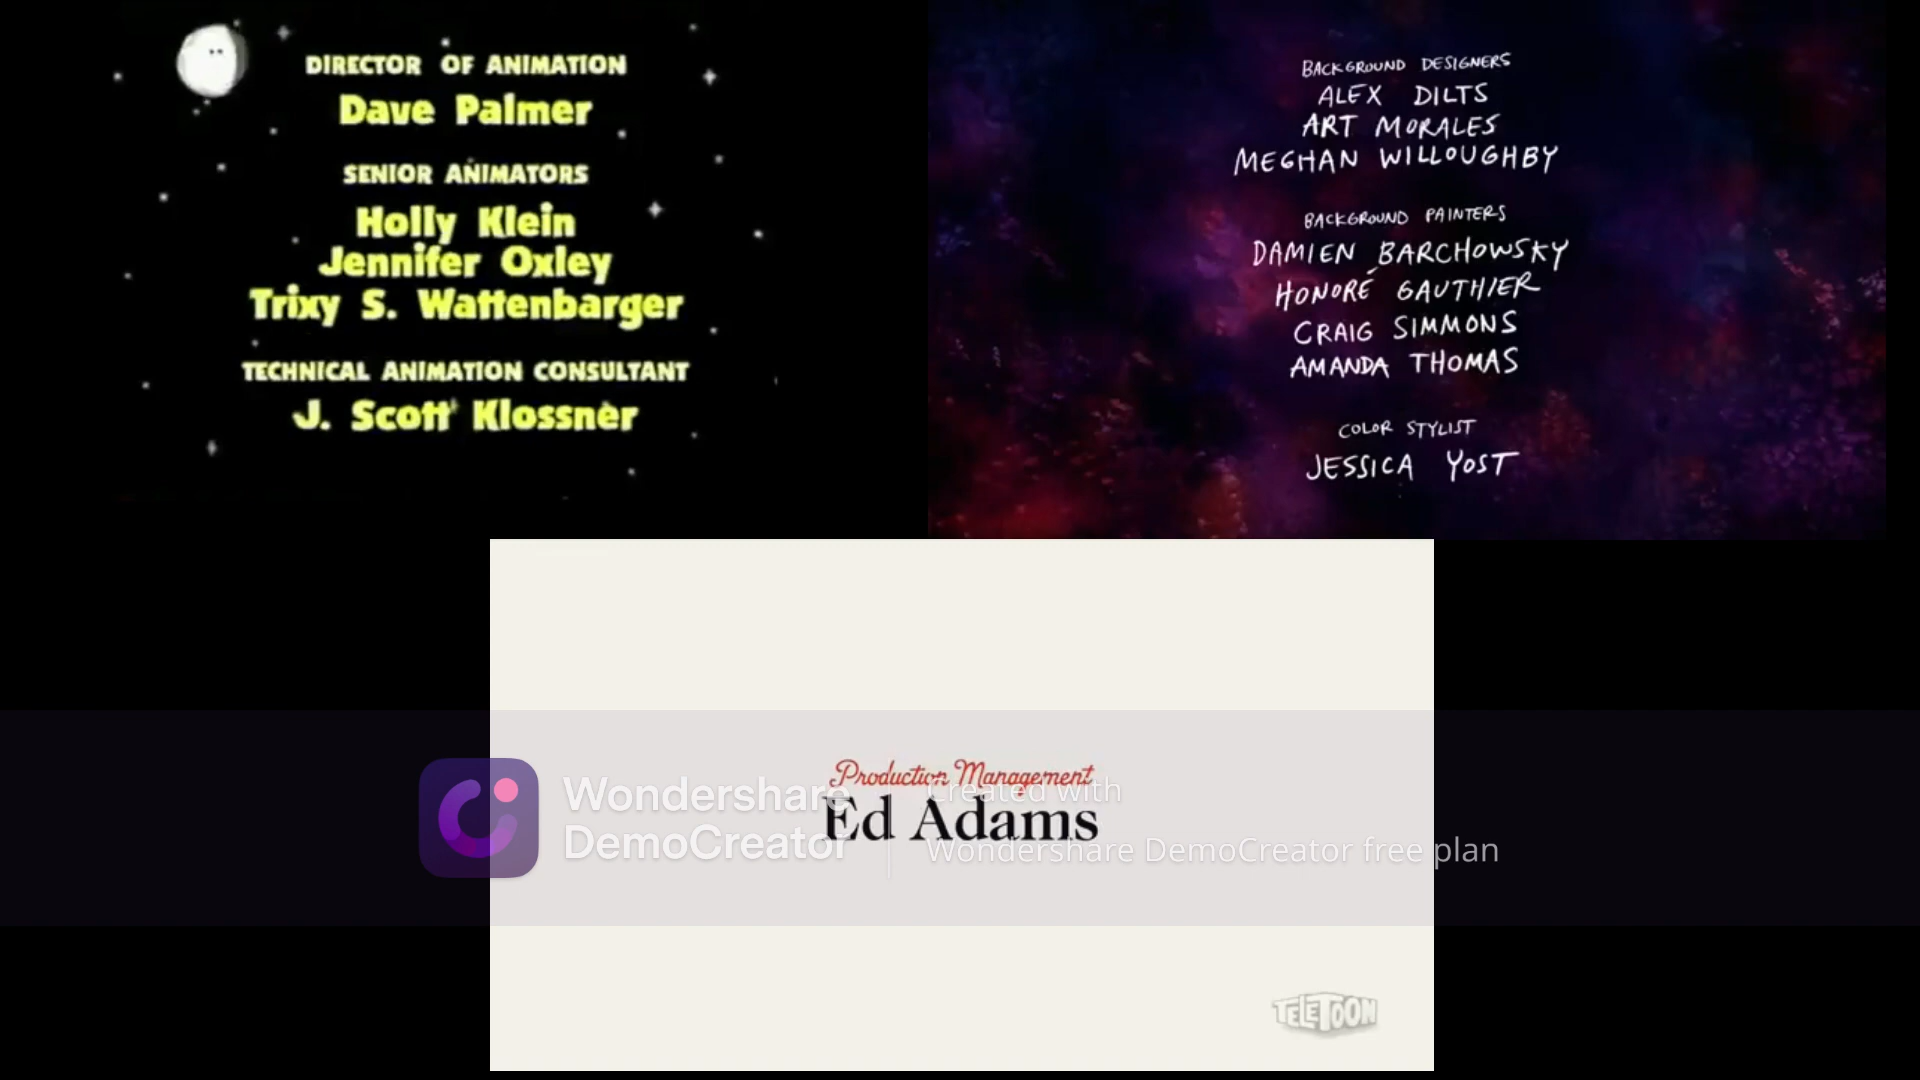 DIRECTOR OF ANIMATION
Dave Palmer
SENIOR ANIMATORS
Holly Klein
Jennifer Oxley
Trixy S. Wattenbarger
TECHNICAL ANIMATION CONSULTANT
J. Scott Klossner
BACKGROUND DESIGNERS
ALEX DILTS
ART MORALES
MEGHAN WILLOUGHBY
BACKGROUND PAINTERS
DAMIEN BARCHOWSKY
HONORÉ GAUTHIER
CRAIG SIMMONS
AMANDA THOMAS
COLOR STYLIST
JESSICA YOST
Production Management
Ed Adams
Wondershare
DemoCreator
Created with
Wondershare DemoCreator free plan
TELETOON